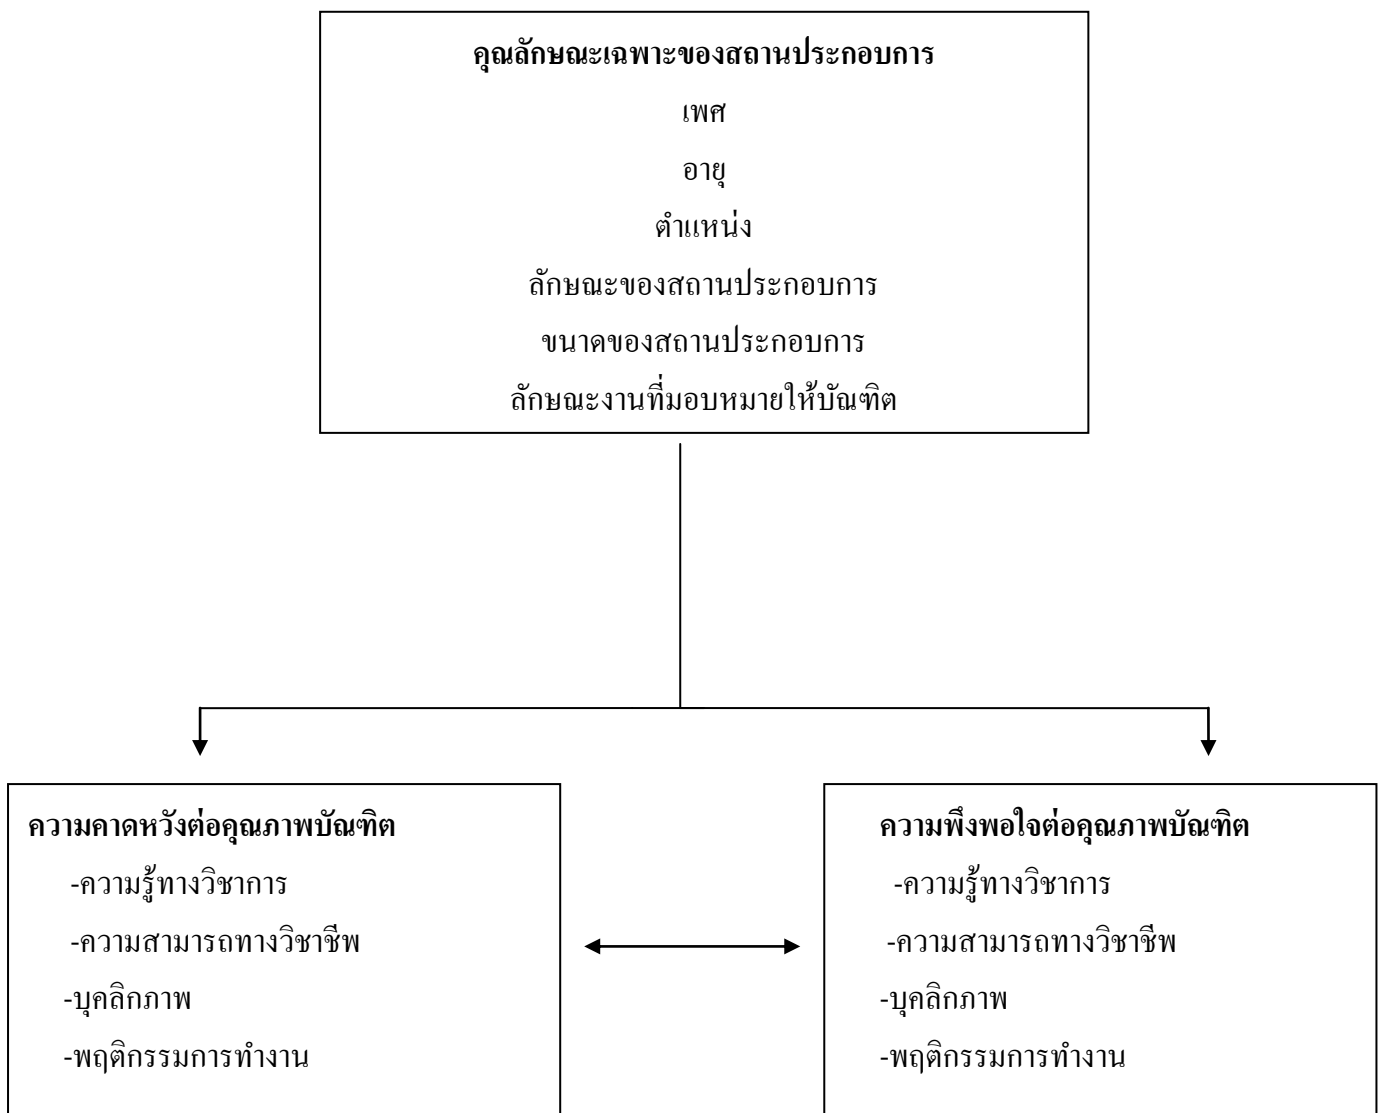 คุณลักษณะเฉพาะของสถานประกอบการ
เพศ
อายุ
ตำแหน่ง
ลักษณะของสถานประกอบการ
ขนาดของสถานประกอบการ
ลักษณะงานที่มอบหมายให้บัณฑิต
ความคาดหวังต่อคุณภาพบัณฑิต
-ความรู้ทางวิชาการ
-ความสามารถทางวิชาชีพ
-บุคลิกภาพ
-พฤติกรรมการทำงาน
ความพึงพอใจต่อคุณภาพบัณฑิต
-ความรู้ทางวิชาการ
-ความสามารถทางวิชาชีพ
-บุคลิกภาพ
-พฤติกรรมการทำงาน